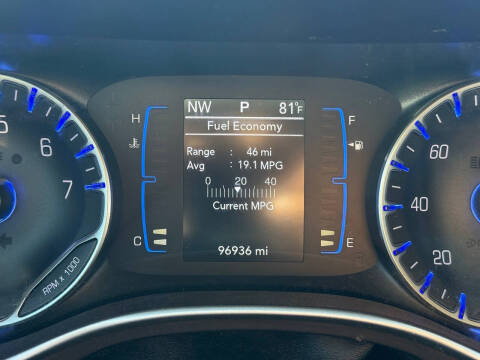 NW P 81°F
H Fuel Economy F
Range : 46 mi
Avg : 19.1 MPG
0 20 40
Current MPG
C E
96936 mi
6
7
RPM x 1000
60
40
20